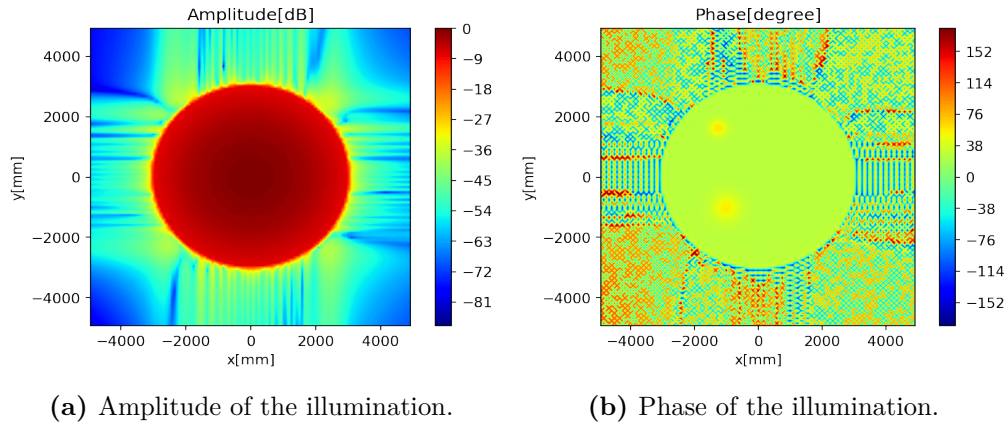 Amplitude[dB]
4000
2000
0
−2000
−4000
y[mm]
−4000 −2000 0 2000 4000
x[mm]
0
−9
−18
−27
−36
−45
−54
−63
−72
−81
(a) Amplitude of the illumination.
Phase[degree]
4000
2000
0
−2000
−4000
y[mm]
−4000 −2000 0 2000 4000
x[mm]
152
114
76
38
0
−38
−76
−114
−152
(b) Phase of the illumination.